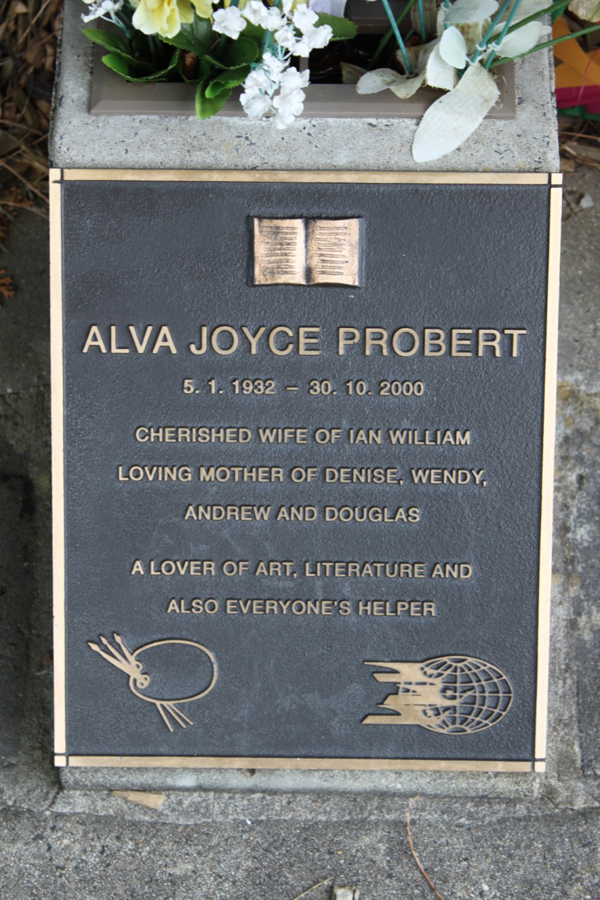 ALVA JOYCE PROBERT
5. 1. 1932 – 30. 10. 2000
CHERISHED WIFE OF IAN WILLIAM
LOVING MOTHER OF DENISE, WENDY,
ANDREW AND DOUGLAS
A LOVER OF ART, LITERATURE AND
ALSO EVERYONE'S HELPER